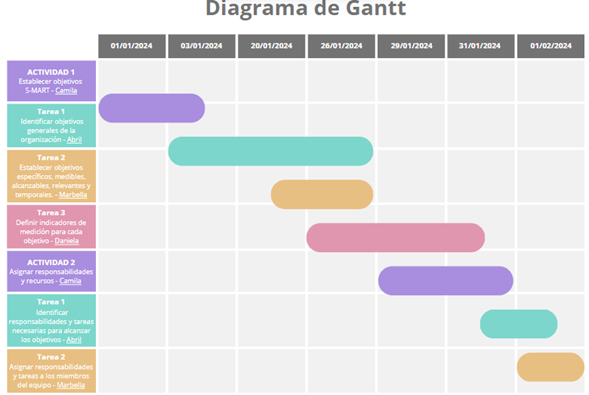 Diagrama de Gantt
01/01/2024 03/01/2024 20/01/2024 26/01/2024 29/01/2024 31/01/2024 01/02/2024
ACTIVIDAD 1
Establecer objetivos
S-MART - Camila
Tarea 1
Identificar objetivos
generales de la
organización - Abril
Tarea 2
Establecer objetivos
específicos, medibles,
alcanzables, relevantes y
temporales. - Marbella
Tarea 3
Definir indicadores de
medición para cada
objetivo - Daniela
ACTIVIDAD 2
Asignar responsabilidades
y recursos - Camila
Tarea 1
Identificar
responsabilidades y tareas
necesarias para alcanzar
los objetivos - Abril
Tarea 2
Asignar responsabilidades
y tareas a los miembros
del equipo - Marbella